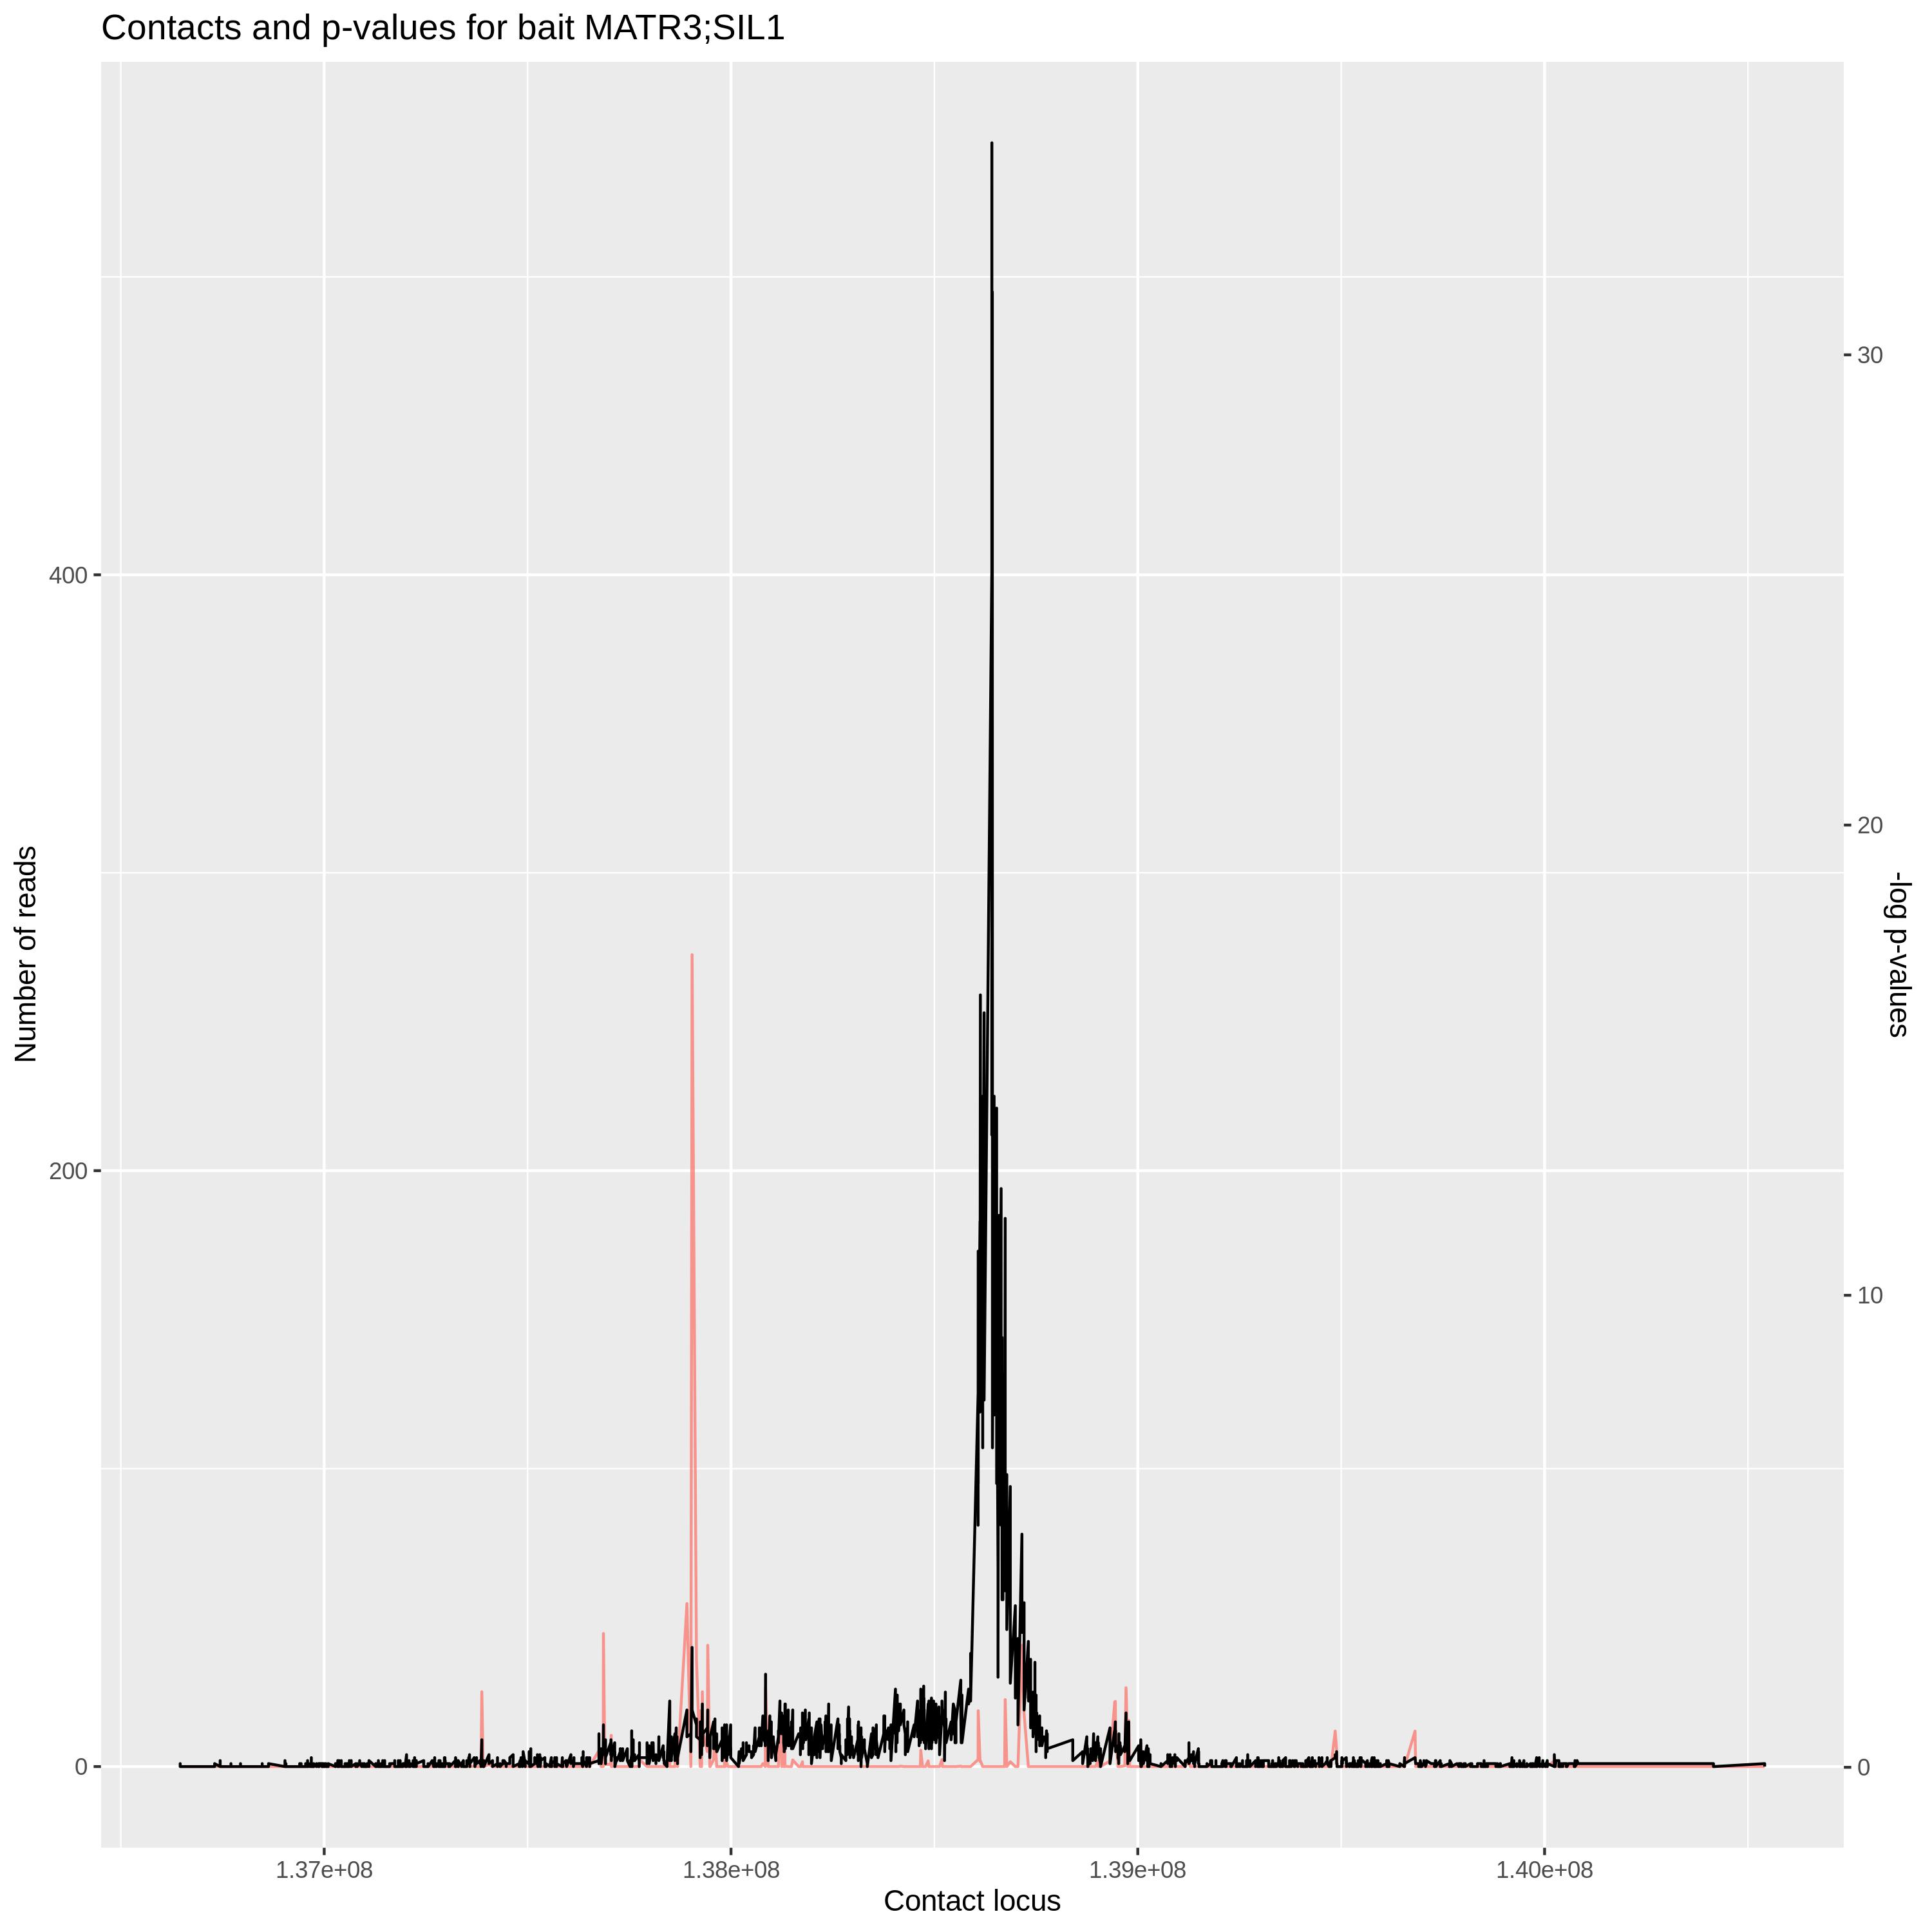 Contacts and p-values for bait MATR3;SIL1
Number of reads
400
200
0
30
20
10
0
-log p-values
1.37e+08
1.38e+08
1.39e+08
1.40e+08
Contact locus